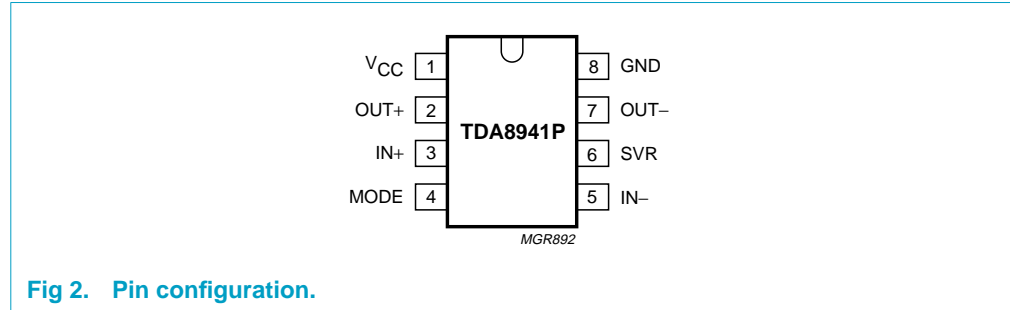 V_CC 1 8 GND
OUT+ 2 7 OUT−
TDA8941P
IN+ 3 6 SVR
MODE 4 5 IN−
MGR892
Fig 2. Pin configuration.